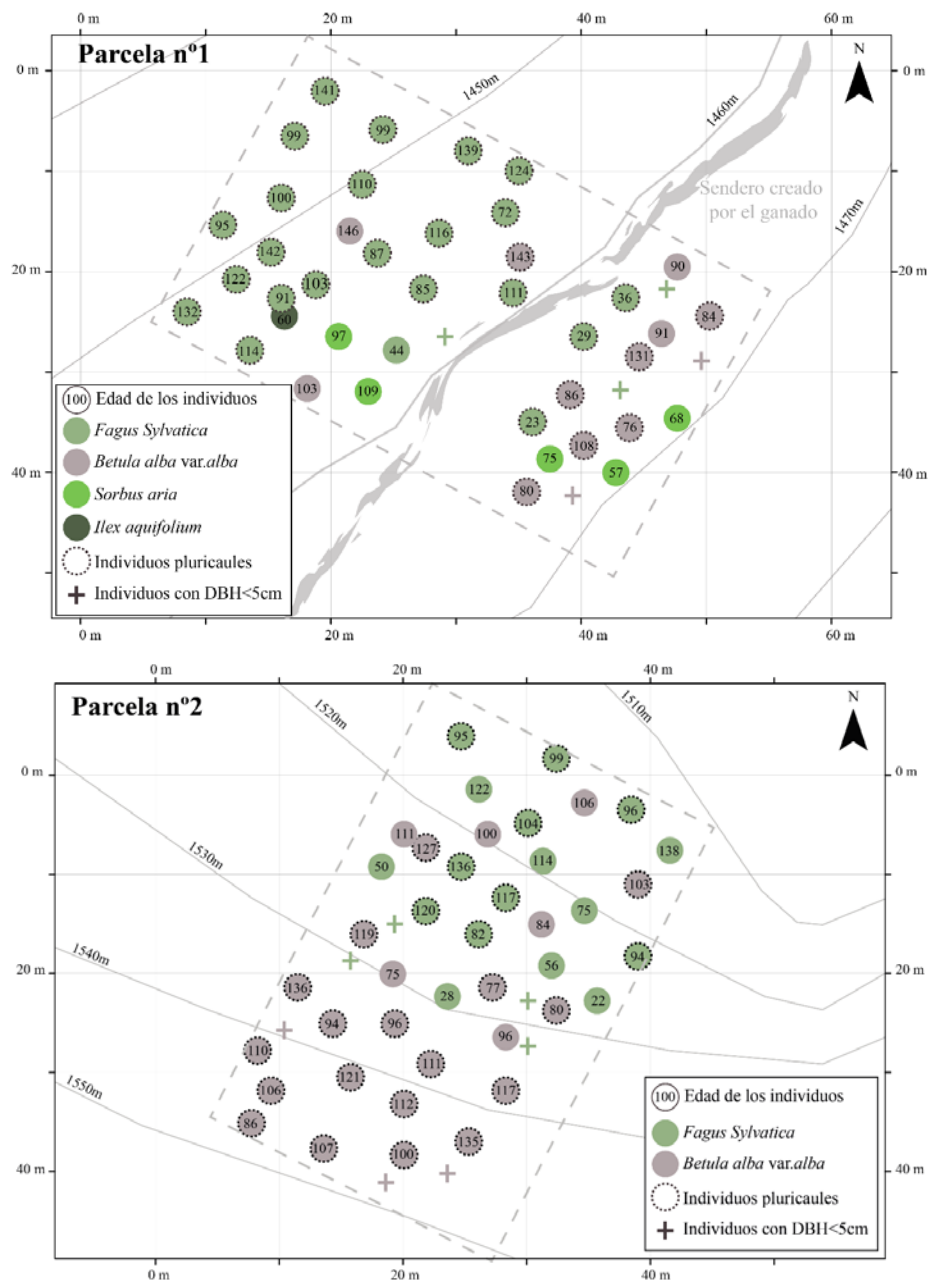 0 m 20 m 40 m 60 m
Parcela nº1
N
0 m 0 m
1450m
1460m
1470m
Sendero creado
por el ganado
141
99 99
139
124
110
100
72
95
146
116
142
87
143
90
122
103
85
111
36
91
132
60
84
97
29
91
44
131
114
103
109
86
23
76
68
108
75
57
80
20 m 20 m
40 m 40 m
100 Edad de los individuos
Fagus Sylvatica
Betula alba var.alba
Sorbus aria
Ilex aquifolium
Individuos pluricaules
Individuos con DBH<5cm
0 m 20 m 40 m 60 m
0 m 20 m 40 m
Parcela nº2
N
1510m
1520m
1530m
1540m
1550m
0 m 0 m
95
99
122
106
96
104
111
100
127
114
138
50
136
103
117
75
120
84
119
82
94
56
75
136
77
28
22
80
94
96
96
110
111
121
106
117
112
86
135
107
100
20 m 20 m
40 m 40 m
100 Edad de los individuos
Fagus Sylvatica
Betula alba var.alba
Individuos pluricaules
Individuos con DBH<5cm
0 m 20 m 40 m